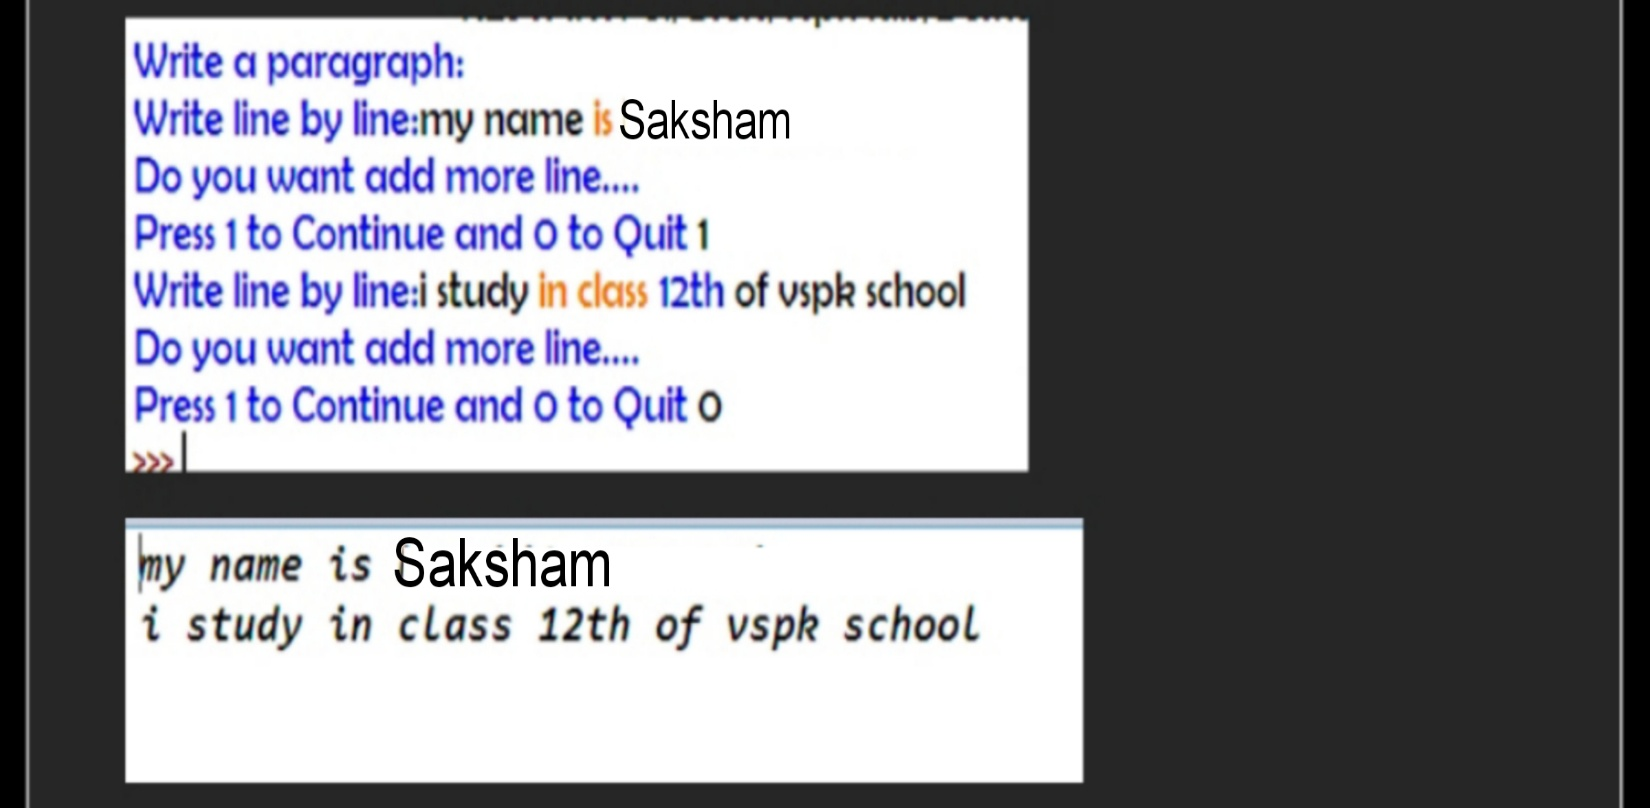 Write a paragraph:
Write line by line:my name is Saksham
Do you want add more line....
Press 1 to Continue and 0 to Quit 1
Write line by line:i study in class 12th of vspk school
Do you want add more line....
Press 1 to Continue and 0 to Quit 0
>>>
my name is Saksham
i study in class 12th of vspk school